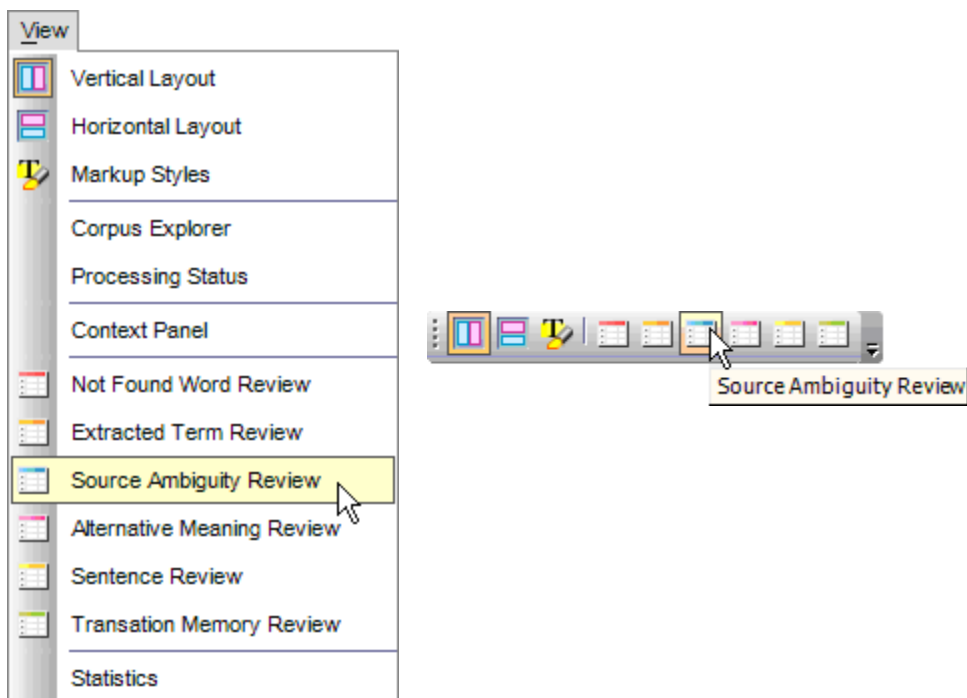 View
Vertical Layout
Horizontal Layout
Markup Styles
Corpus Explorer
Processing Status
Context Panel
Not Found Word Review
Extracted Term Review
Source Ambiguity Review
Alternative Meaning Review
Sentence Review
Transation Memory Review
Statistics
Source Ambiguity Review